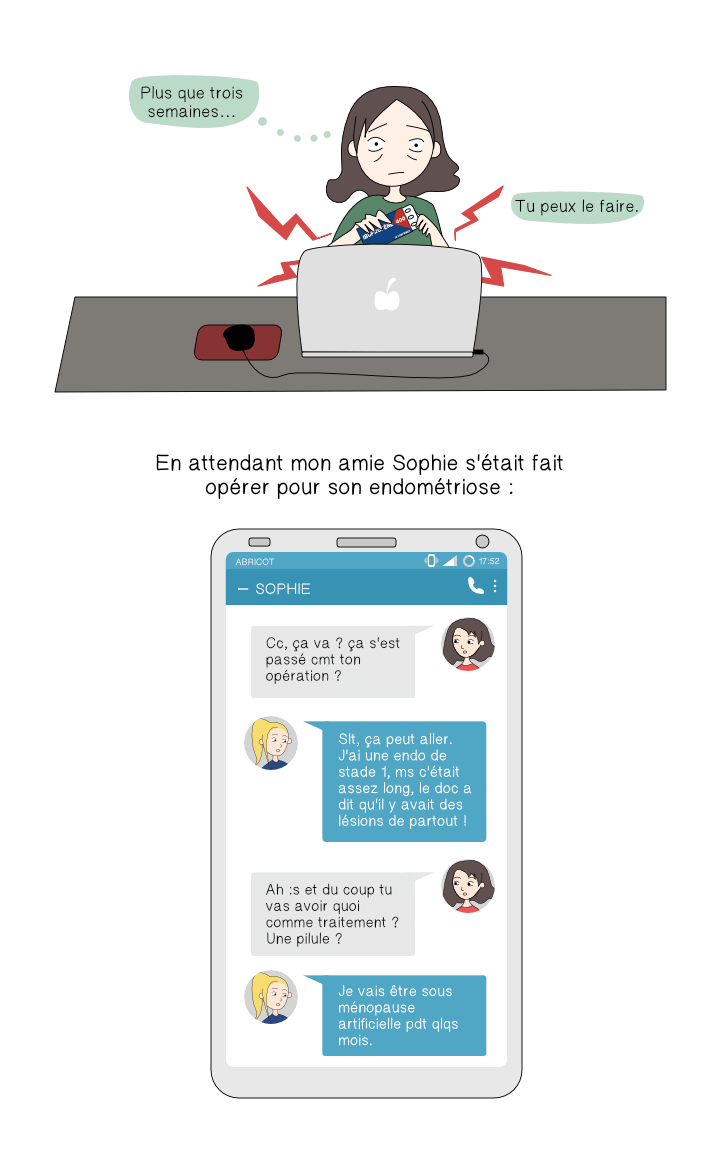 Plus que trois
semaines...
Tu peux le faire.
400
En attendant mon amie Sophie s'était fait
opérer pour son endométriose :
ABRICOT
17:52
← SOPHIE
Cc, ça va ? ça s'est
passé cmt ton
opération ?
Slt, ça peut aller.
J'ai une endo de
stade 1, ms c'était
assez long, le doc a
dit qu'il y avait des
lésions de partout !
Ah :s et du coup tu
vas avoir quoi
comme traitement ?
Une pilule ?
Je vais être sous
ménopause
artificielle pdt qlqs
mois.